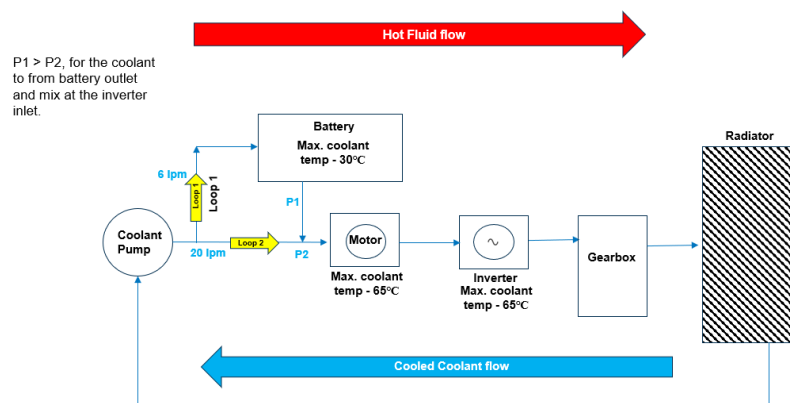 Hot Fluid flow
P1 > P2, for the coolant
to from battery outlet
and mix at the inverter
inlet.
Battery
Max. coolant
temp - 30℃
Radiator
6 lpm
Loop 1
Loop 1
P1
Coolant
Pump
Loop 2
20 lpm
P2
Motor
Max. coolant
temp - 65℃
Inverter
Max. coolant
temp - 65℃
Gearbox
Cooled Coolant flow